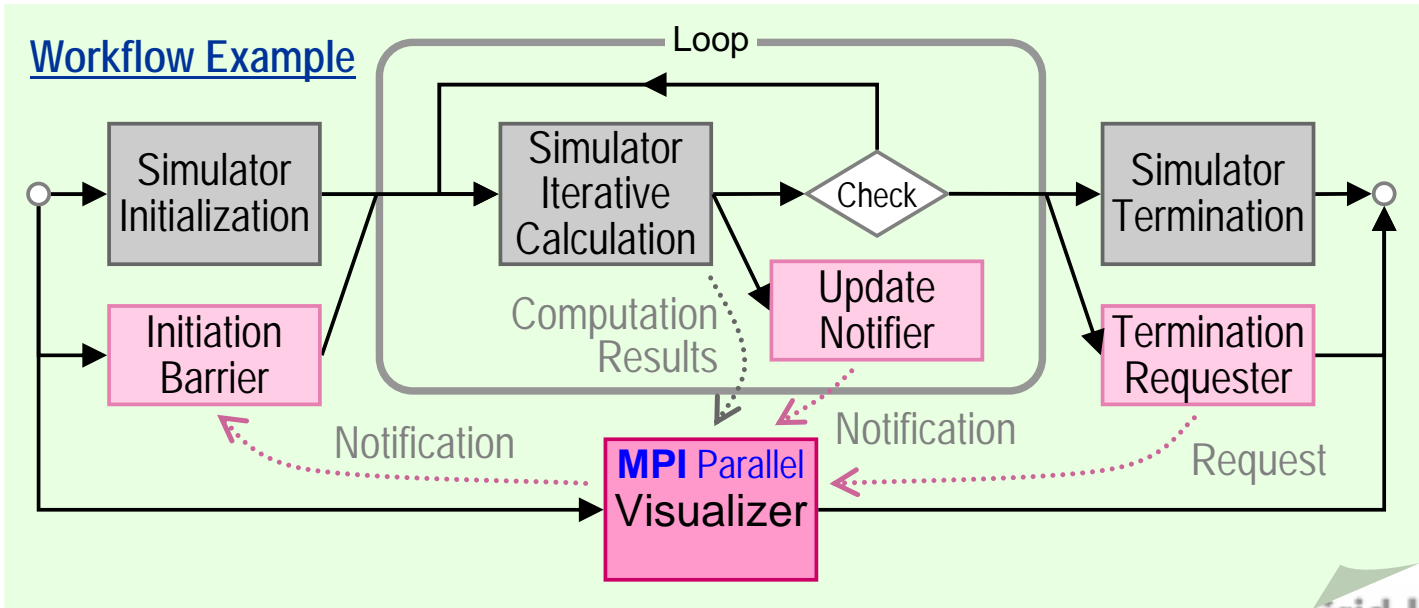 Workflow Example
Loop
Simulator
Initialization
Simulator
Iterative
Calculation
Check
Simulator
Termination
Initiation
Barrier
Computation
Results
Update
Notifier
Termination
Requester
Notification
Notification
Request
MPI Parallel
Visualizer